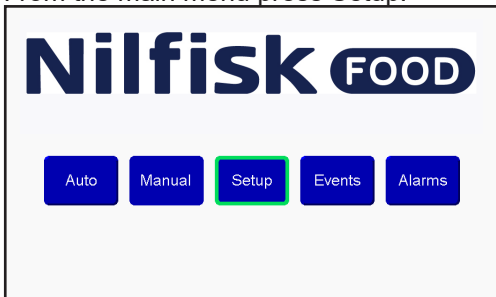 From the main menu press Setup.
Nilfisk FOOD
Auto Manual Setup Events Alarms